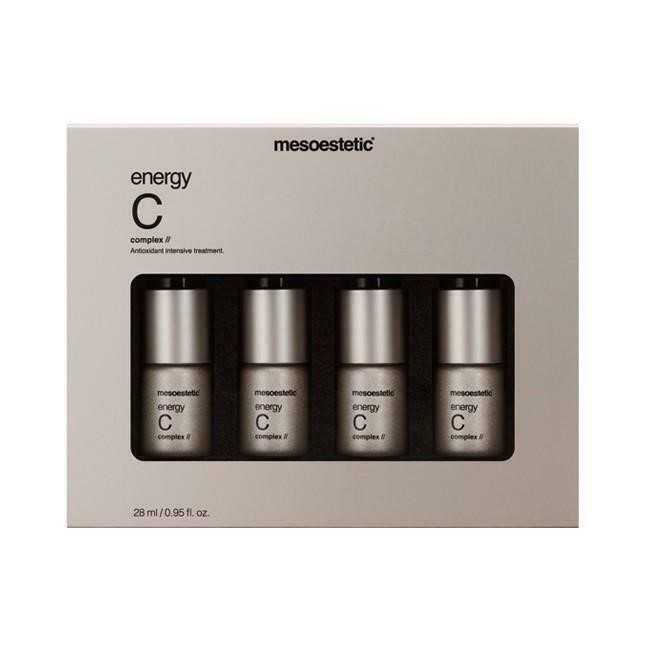 mesoestetic®
energy
C
complex //
Antioxidant intensive treatment.
mesoestetic®
energy
C
complex //
mesoestetic®
energy
C
complex //
mesoestetic®
energy
C
complex //
mesoestetic®
energy
C
complex //
28 ml / 0.95 fl. oz.